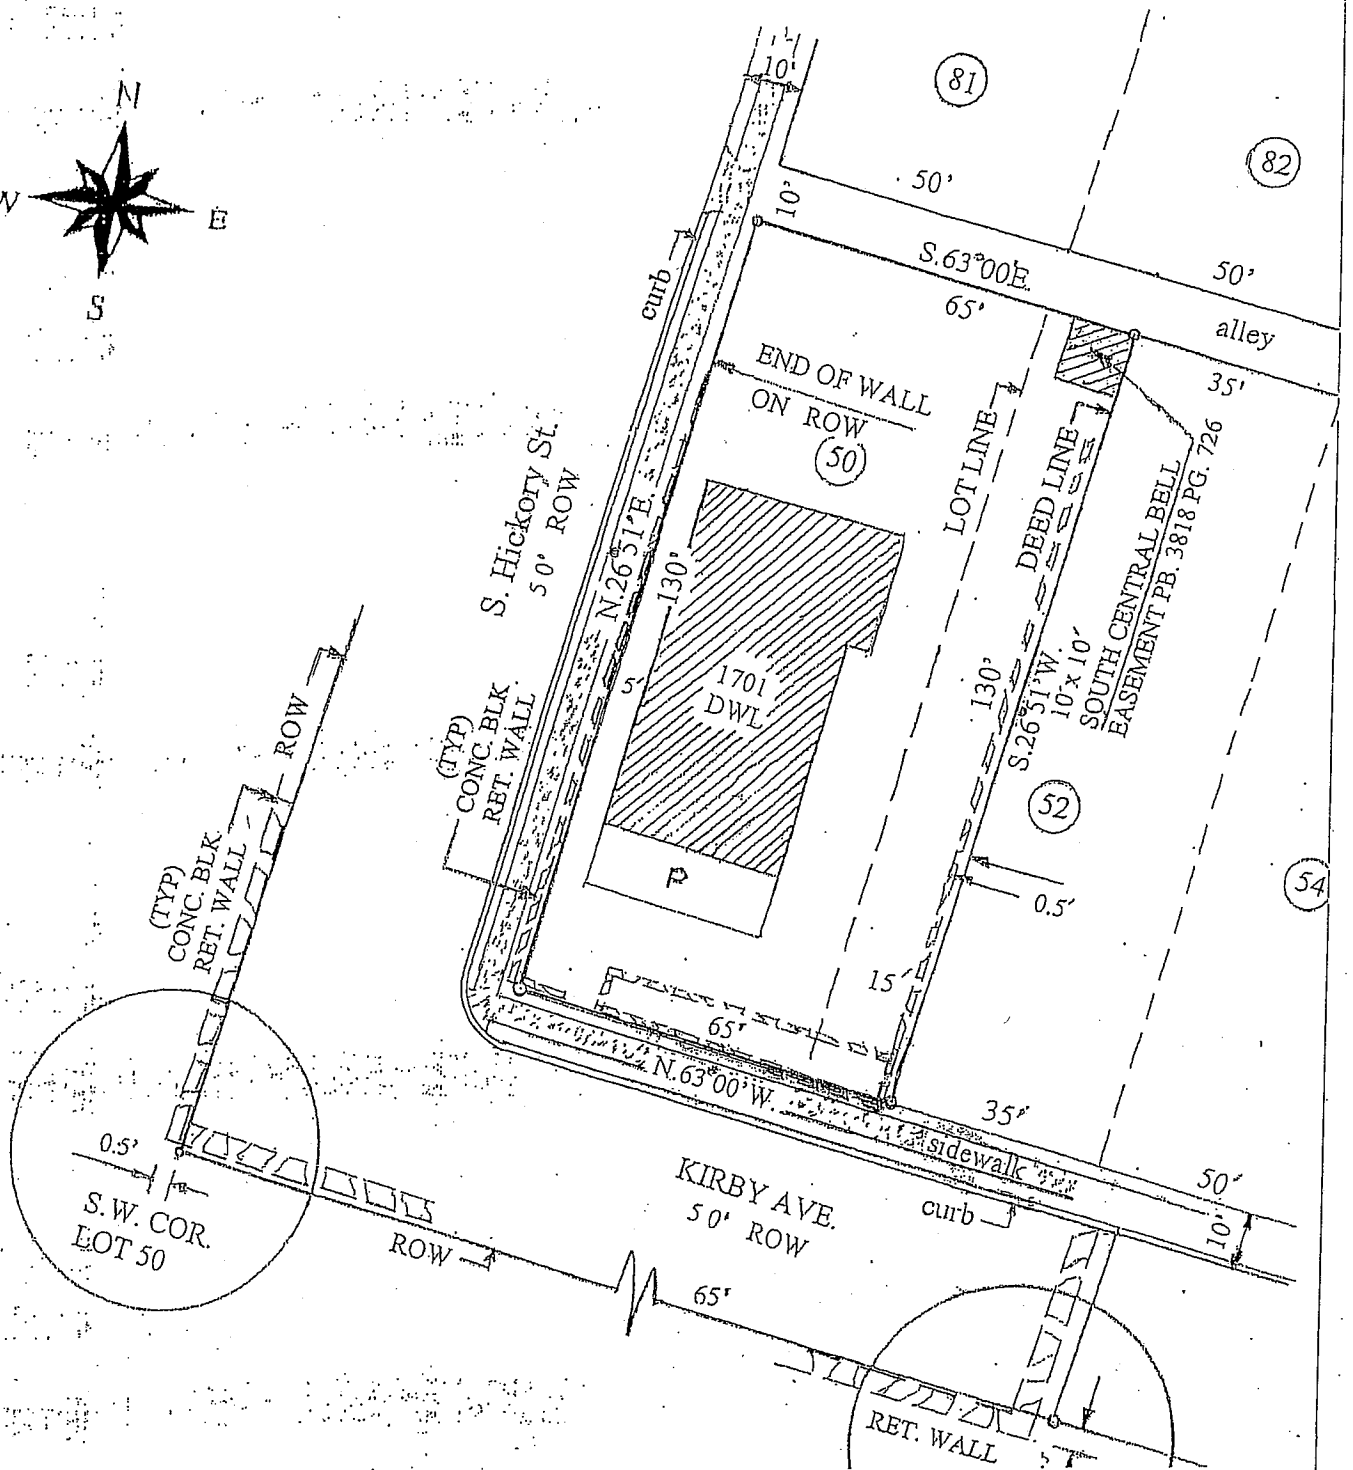 N
W
E
S
81
82
10'
10'
50'
50'
S.63°00'E.
65'
alley
35'
curb
END OF WALL
ON ROW
50
LOT LINE
DEED LINE
SOUTH CENTRAL BELL
EASEMENT PB. 3818 PG. 726
10 x 10'
S. Hickory St.
50' ROW
N.26°51'E.
130'
130'
S.26°51'W.
5'
1701
DWL
P
(TYP)
CONC. BLK.
RET. WALL
ROW
(TYP)
CONC. BLK.
RET. WALL
52
54
0.5'
15'
65'
N.63°00'W.
35'
sidewalk
50'
10'
curb
KIRBY AVE.
50' ROW
0.5'
S.W. COR.
LOT 50
ROW
65'
RET. WALL